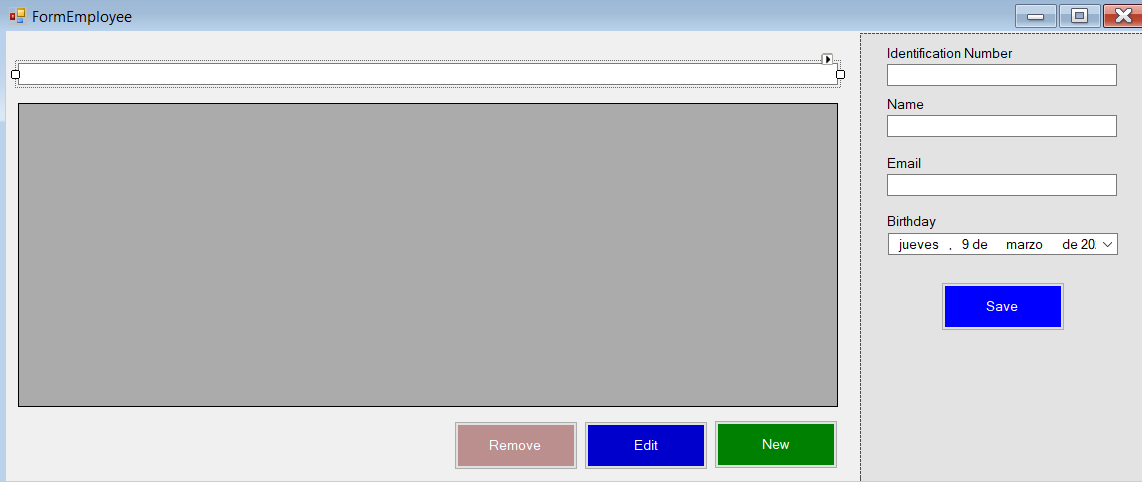 FormEmployee
Identification Number
Name
Email
Birthday
jueves , 9 de marzo de 20
Save
Remove
Edit
New